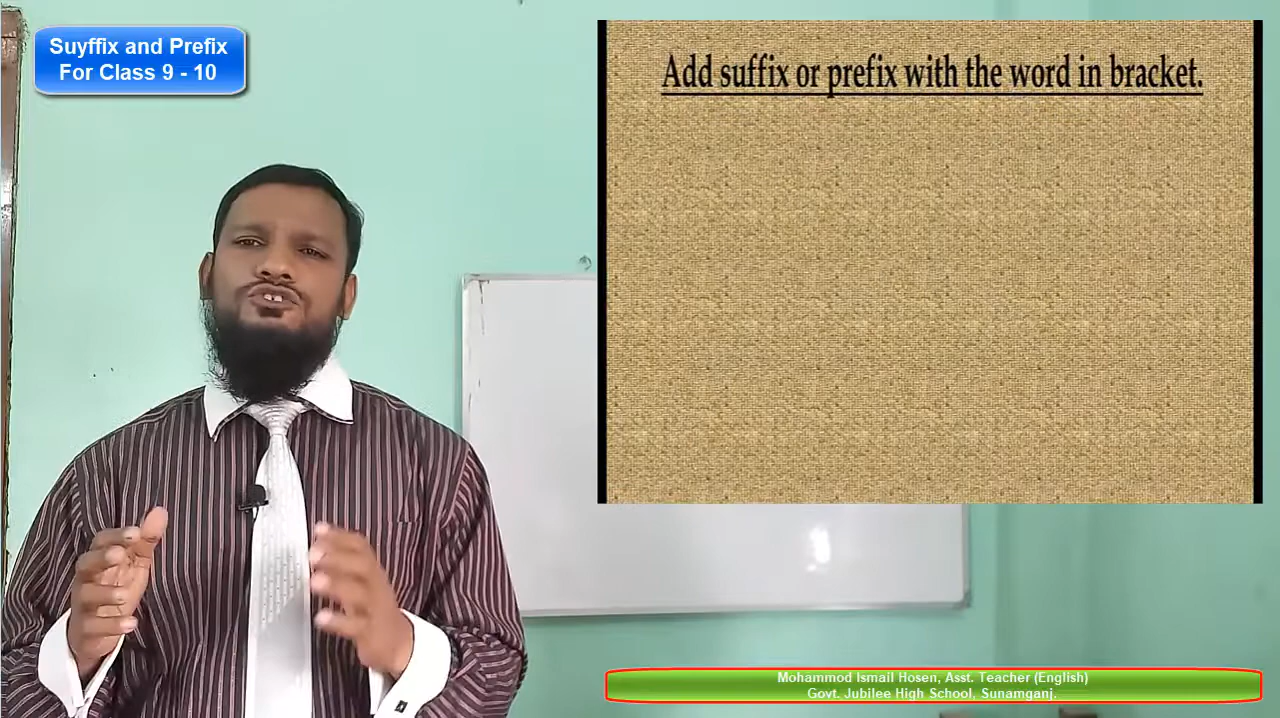 Suyffix and Prefix
For Class 9 - 10
Add suffix or prefix with the word in bracket.
Mohammod Ismail Hosen, Asst. Teacher (English)
Govt. Jubilee High School, Sunamganj.